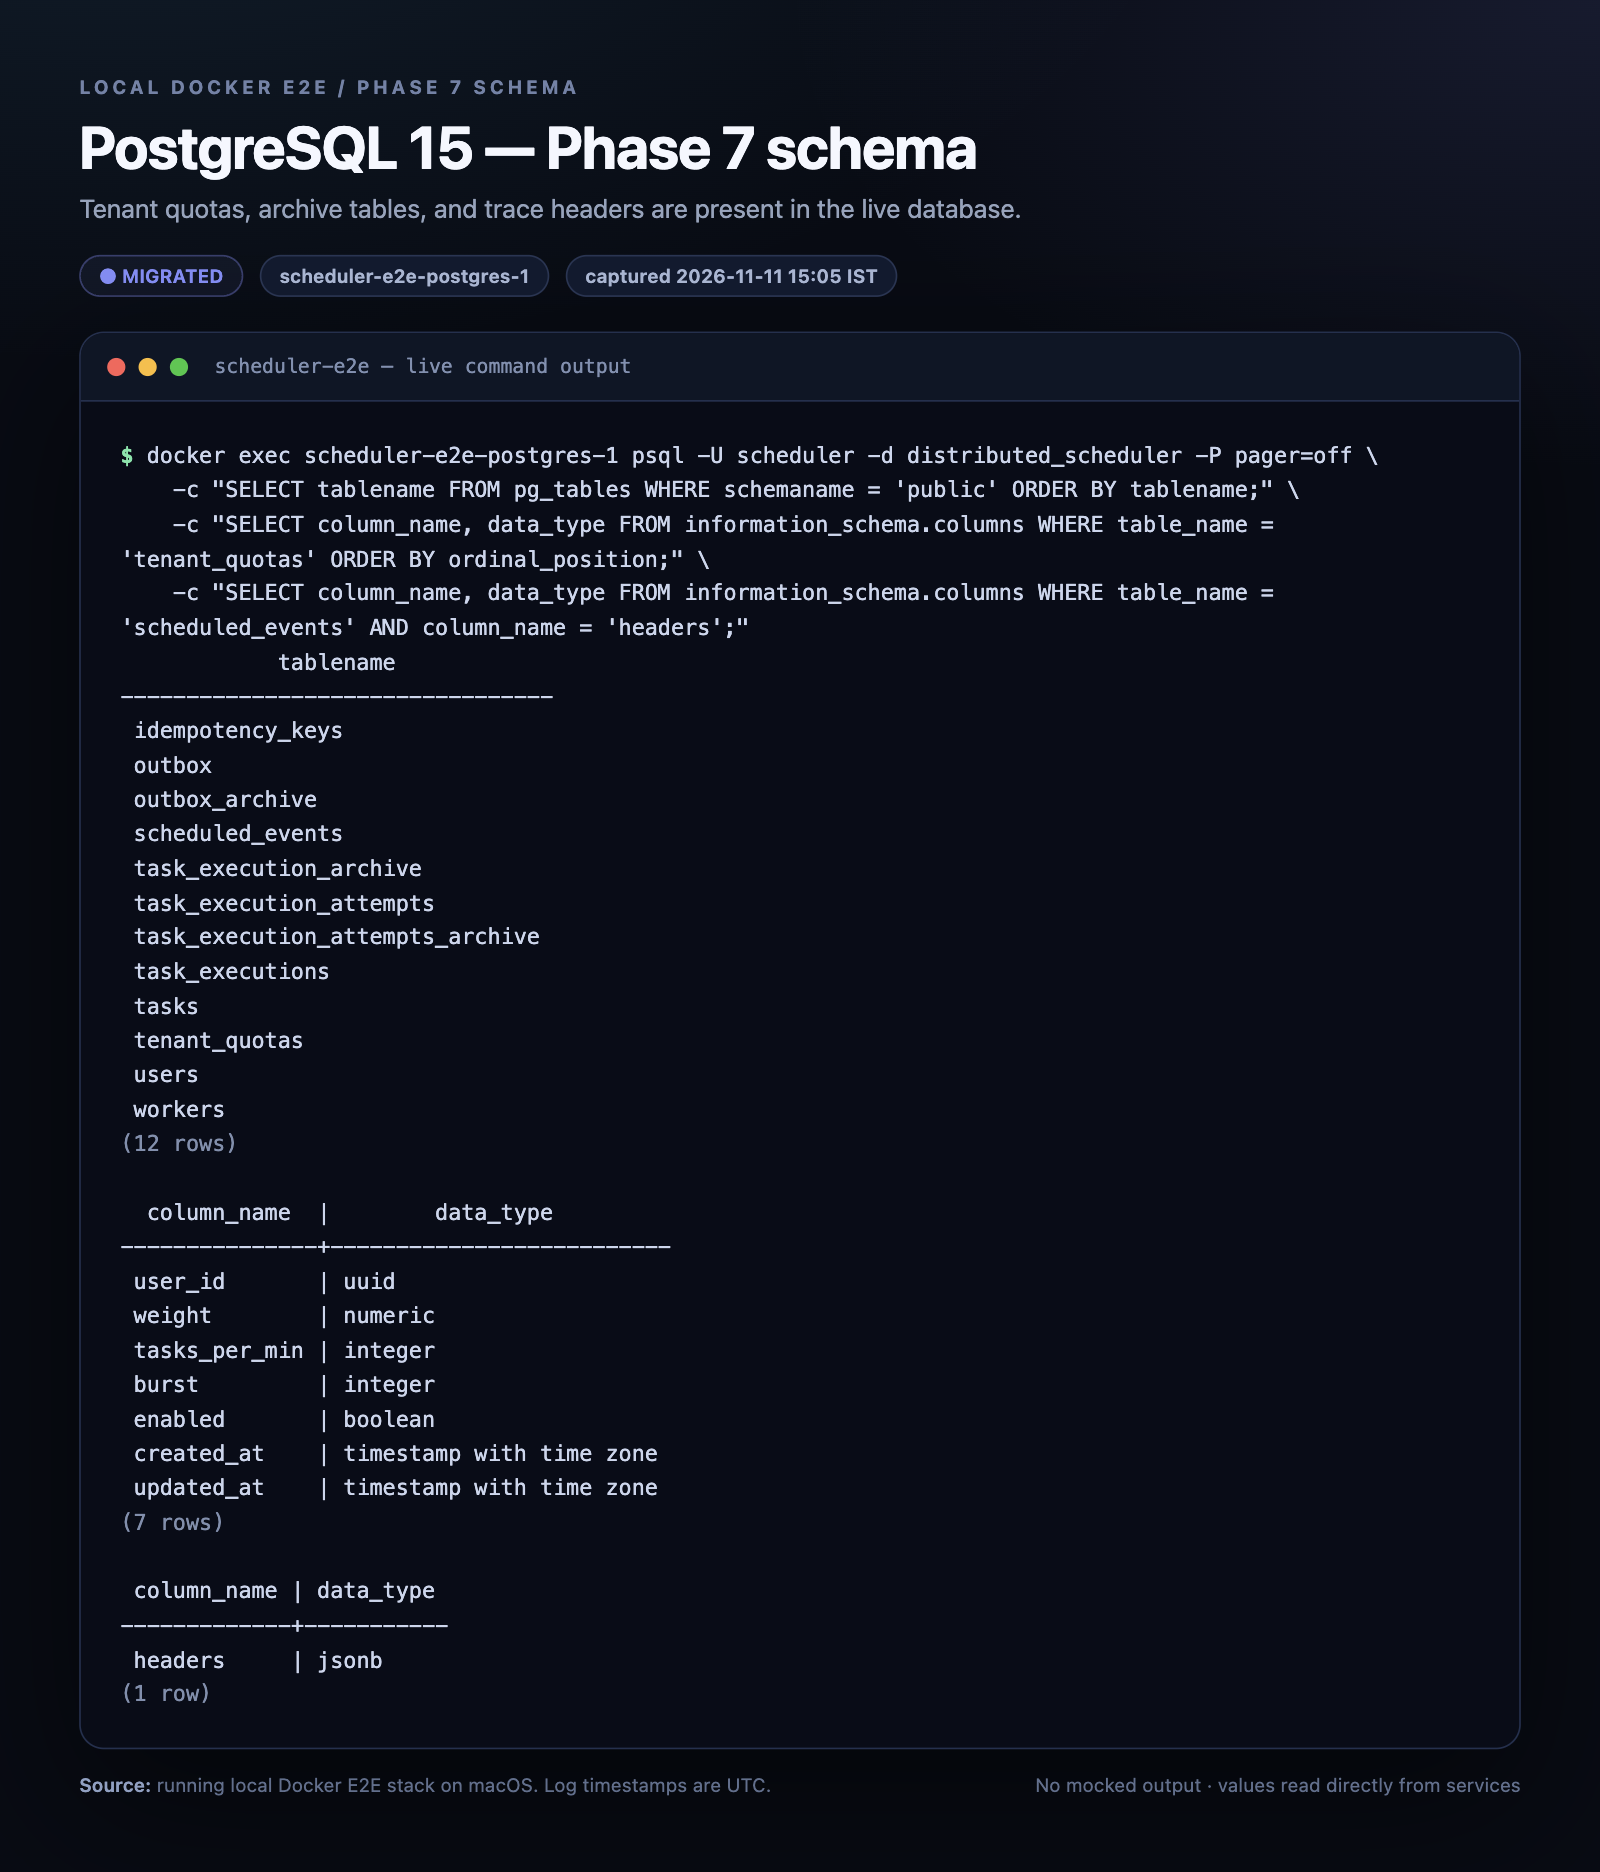 LOCAL DOCKER E2E / PHASE 7 SCHEMA
PostgreSQL 15 — Phase 7 schema
Tenant quotas, archive tables, and trace headers are present in the live database.
MIGRATED
scheduler-e2e-postgres-1
captured 2026-11-11 15:05 IST
scheduler-e2e — live command output
$ docker exec scheduler-e2e-postgres-1 psql -U scheduler -d distributed_scheduler -P pager=off \
    -c "SELECT tablename FROM pg_tables WHERE schemaname = 'public' ORDER BY tablename;" \
    -c "SELECT column_name, data_type FROM information_schema.columns WHERE table_name =
'tenant_quotas' ORDER BY ordinal_position;" \
    -c "SELECT column_name, data_type FROM information_schema.columns WHERE table_name =
'scheduled_events' AND column_name = 'headers';"
            tablename
---------------------------------
 idempotency_keys
 outbox
 outbox_archive
 scheduled_events
 task_execution_archive
 task_execution_attempts
 task_execution_attempts_archive
 task_executions
 tasks
 tenant_quotas
 users
 workers
(12 rows)
  column_name  |        data_type
---------------+--------------------------
 user_id       | uuid
 weight        | numeric
 tasks_per_min | integer
 burst         | integer
 enabled       | boolean
 created_at    | timestamp with time zone
 updated_at    | timestamp with time zone
(7 rows)
 column_name | data_type
-------------+-----------
 headers     | jsonb
(1 row)
Source: running local Docker E2E stack on macOS. Log timestamps are UTC.
No mocked output · values read directly from services